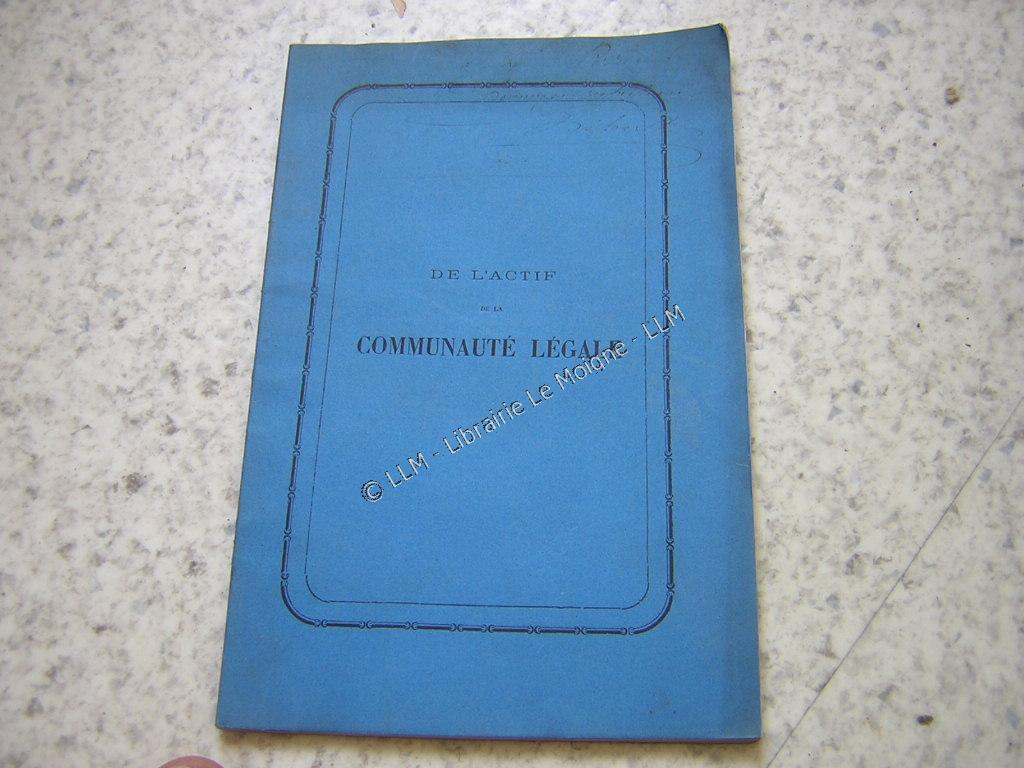 DE L'ACTIF
DE LA
COMMUNAUTÉ LÉGALE
© LLM - Librairie Le Moigne - LLM